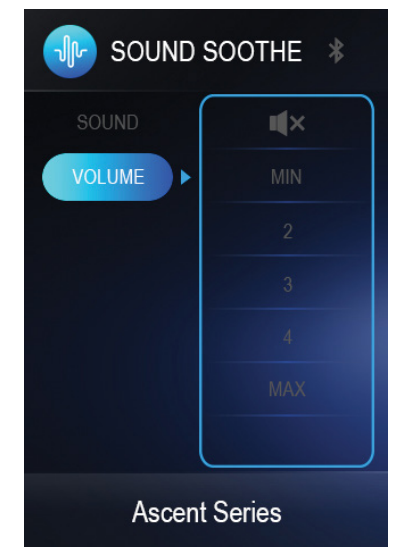 SOUND SOOTHE
SOUND
VOLUME
MIN
2
3
4
MAX
Ascent Series